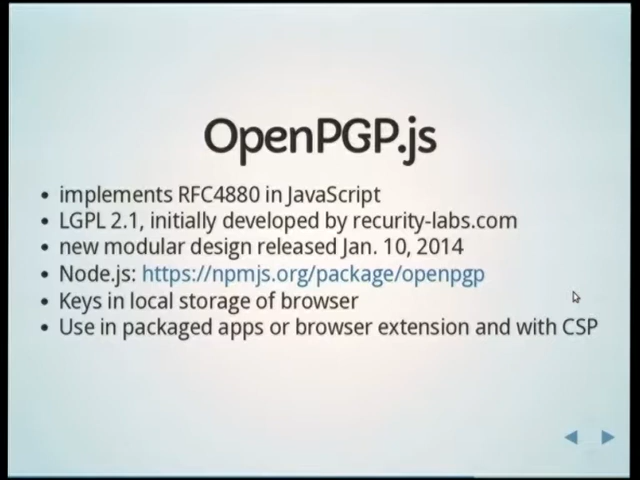 OpenPGP.js
• implements RFC4880 in JavaScript
• LGPL 2.1, initially developed by recurity-labs.com
• new modular design released Jan. 10, 2014
• Node.js: https://npmjs.org/package/openpgp
• Keys in local storage of browser
• Use in packaged apps or browser extension and with CSP